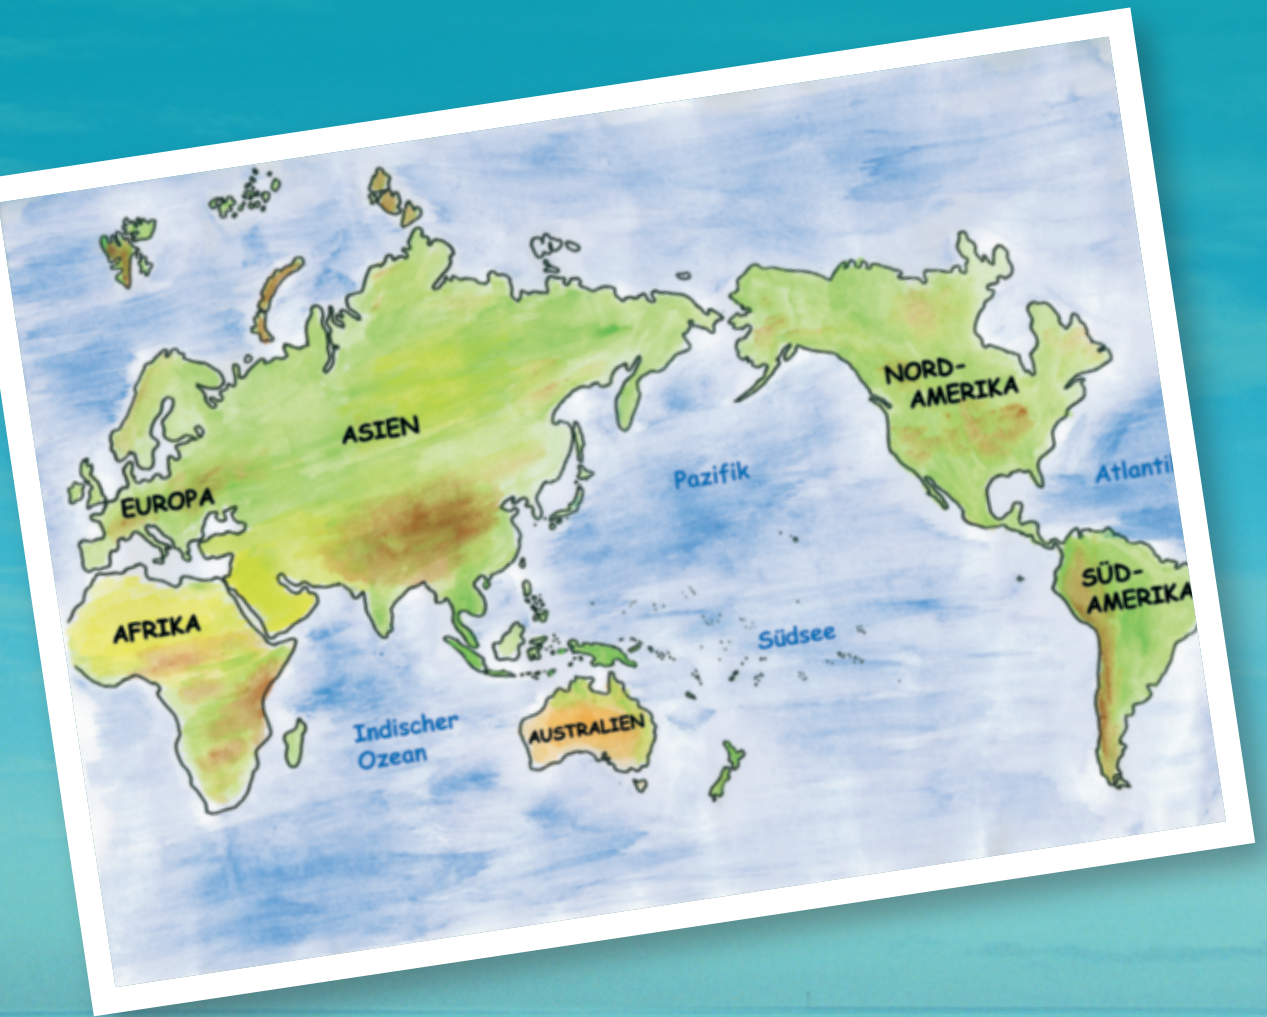 ASIEN
NORD-
AMERIKA
EUROPA
Pazifik
Atlanti
AFRIKA
SÜD-
AMERIKA
Südsee
Indischer
Ozean
AUSTRALIEN